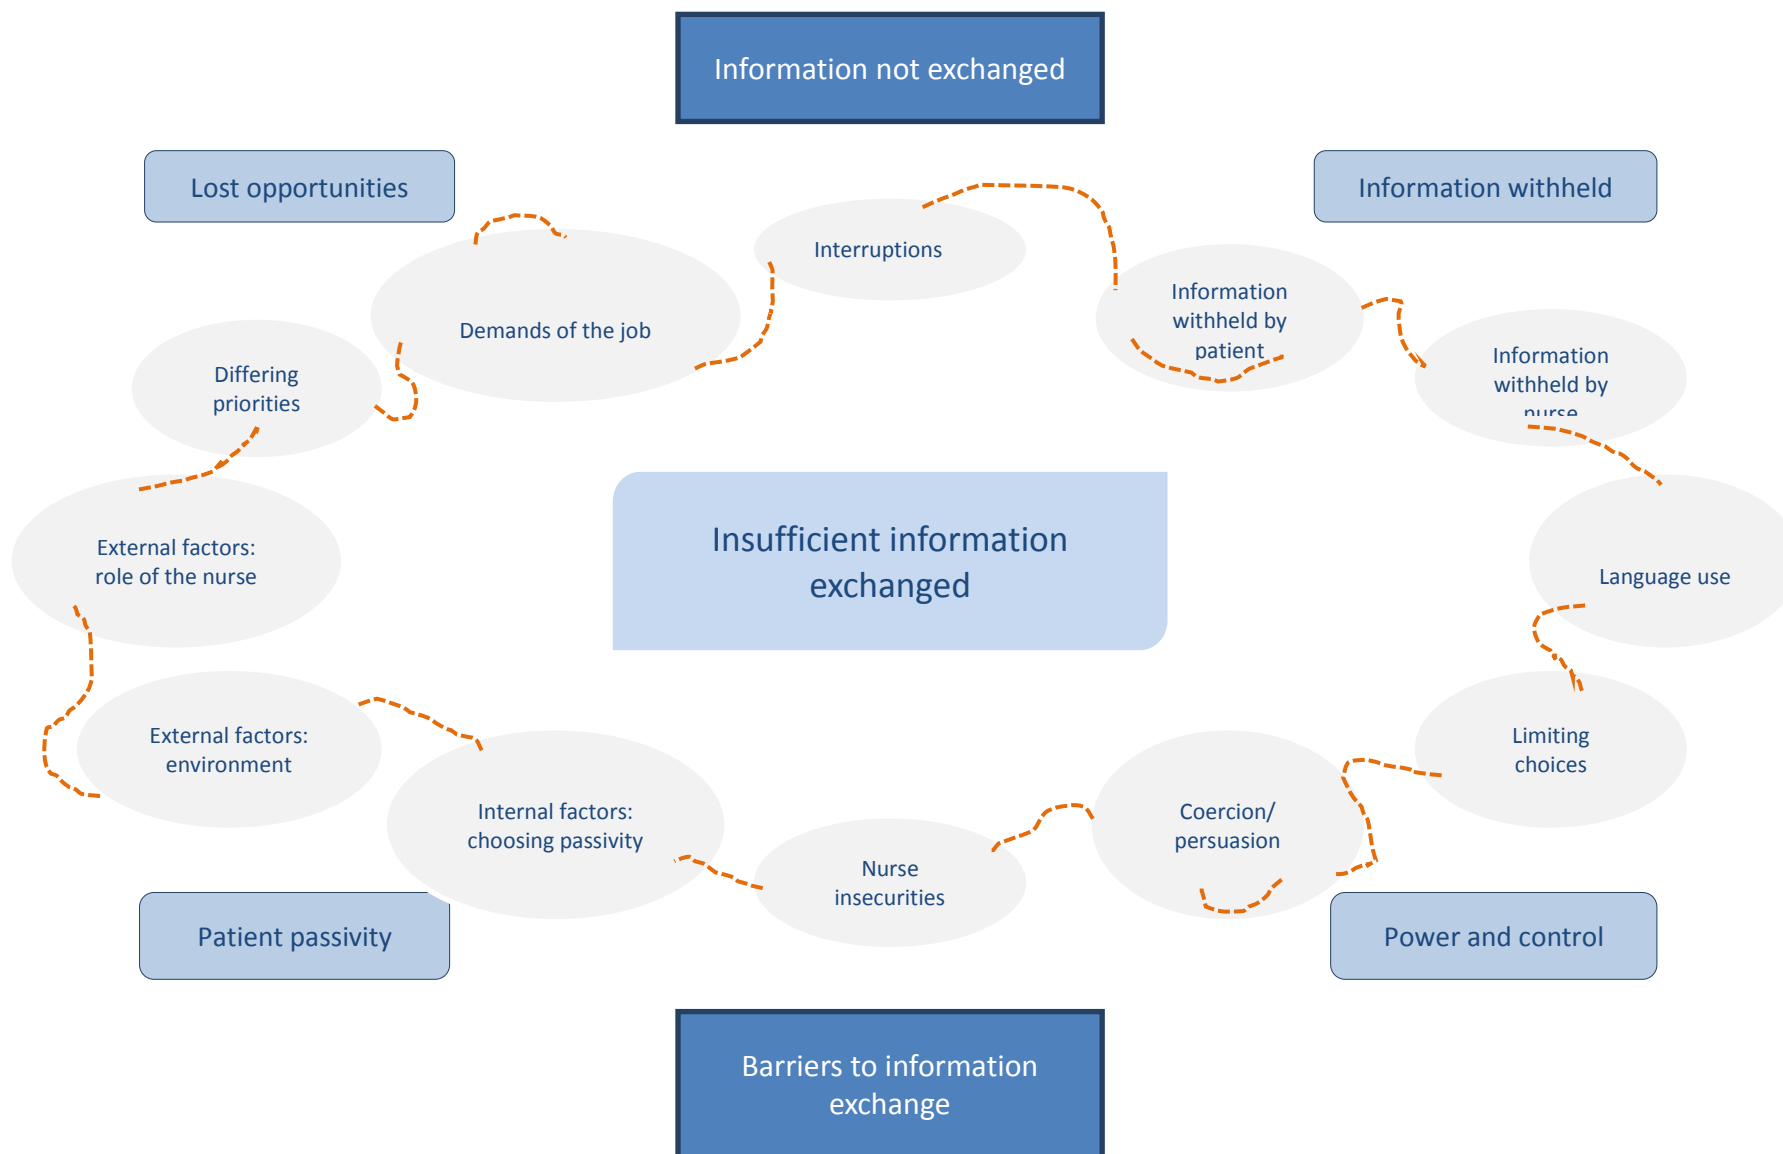 Information not exchanged
Lost opportunities
Information withheld
Interruptions
Demands of the job
Information
withheld by
patient
Differing
priorities
Information
withheld by
nurse
External factors:
role of the nurse
Insufficient information
exchanged
Language use
External factors:
environment
Limiting
choices
Internal factors:
choosing passivity
Coercion/
persuasion
Nurse
insecurities
Patient passivity
Power and control
Barriers to information
exchange